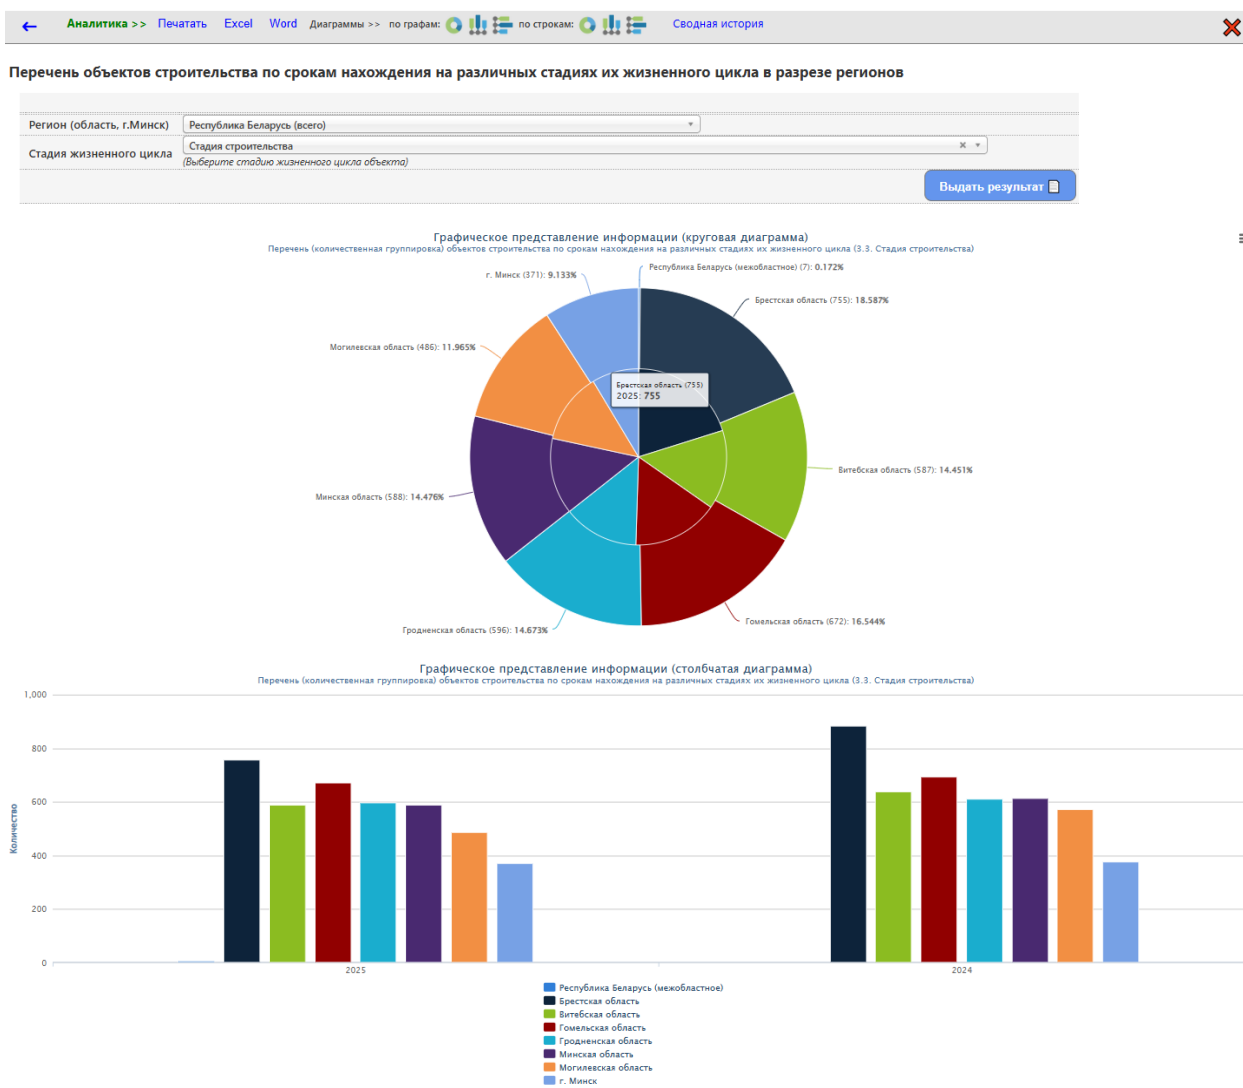 ← Аналитика >> Печатать Excel Word Диаграммы >> по графам: по строкам: Сводная история
Перечень объектов строительства по срокам нахождения на различных стадиях их жизненного цикла в разрезе регионов
Регион (область, г.Минск) Республика Беларусь (всего)
Стадия жизненного цикла Стадия строительства
(Выберите стадию жизненного цикла объекта)
Выдать результат
Графическое представление информации (круговая диаграмма)
Перечень (количественная группировка) объектов строительства по срокам нахождения на различных стадиях их жизненного цикла (3.3. Стадия строительства)
Республика Беларусь (межобластное) (7): 0.172%
г. Минск (371): 9.133%
Брестская область (755): 18.587%
Могилевская область (486): 11.965%
Брестская область (755)
2025: 755
Витебская область (587): 14.451%
Минская область (588): 14.476%
Гомельская область (672): 16.544%
Гродненская область (596): 14.673%
Графическое представление информации (столбчатая диаграмма)
Перечень (количественная группировка) объектов строительства по срокам нахождения на различных стадиях их жизненного цикла (3.3. Стадия строительства)
1,000
800
600
400
200
0
Количество
2025 2024
Республика Беларусь (межобластное)
Брестская область
Витебская область
Гомельская область
Гродненская область
Минская область
Могилевская область
г. Минск